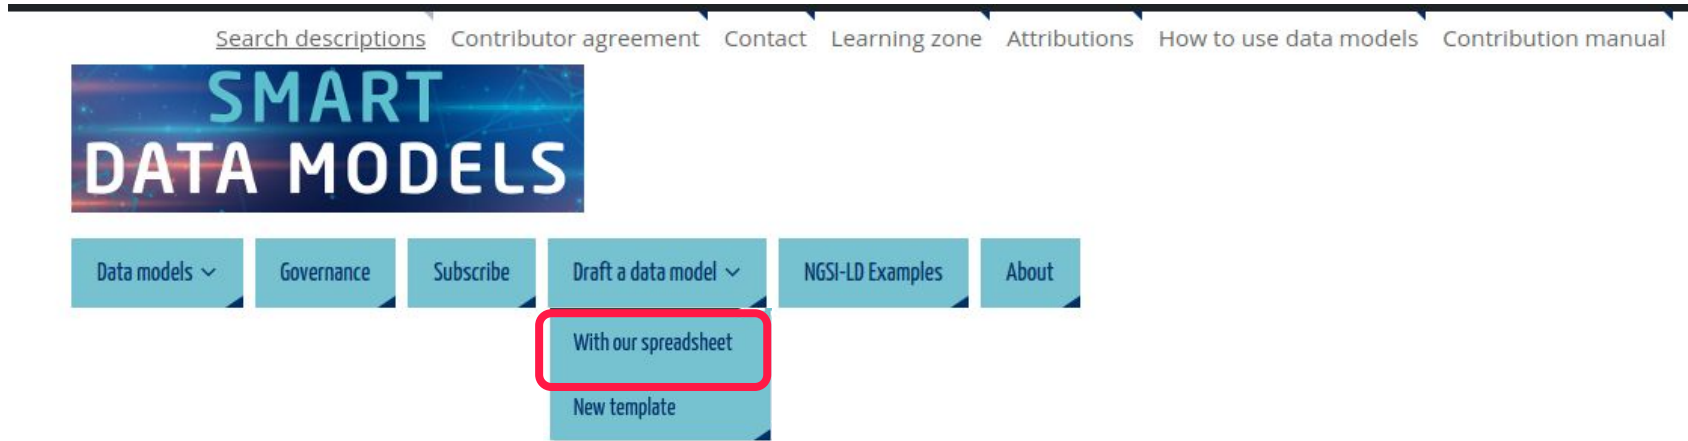 Search descriptions Contributor agreement Contact Learning zone Attributions How to use data models Contribution manual
SMART
DATA MODELS
Data models Governance Subscribe Draft a data model NGSI-LD Examples About
With our spreadsheet
New template